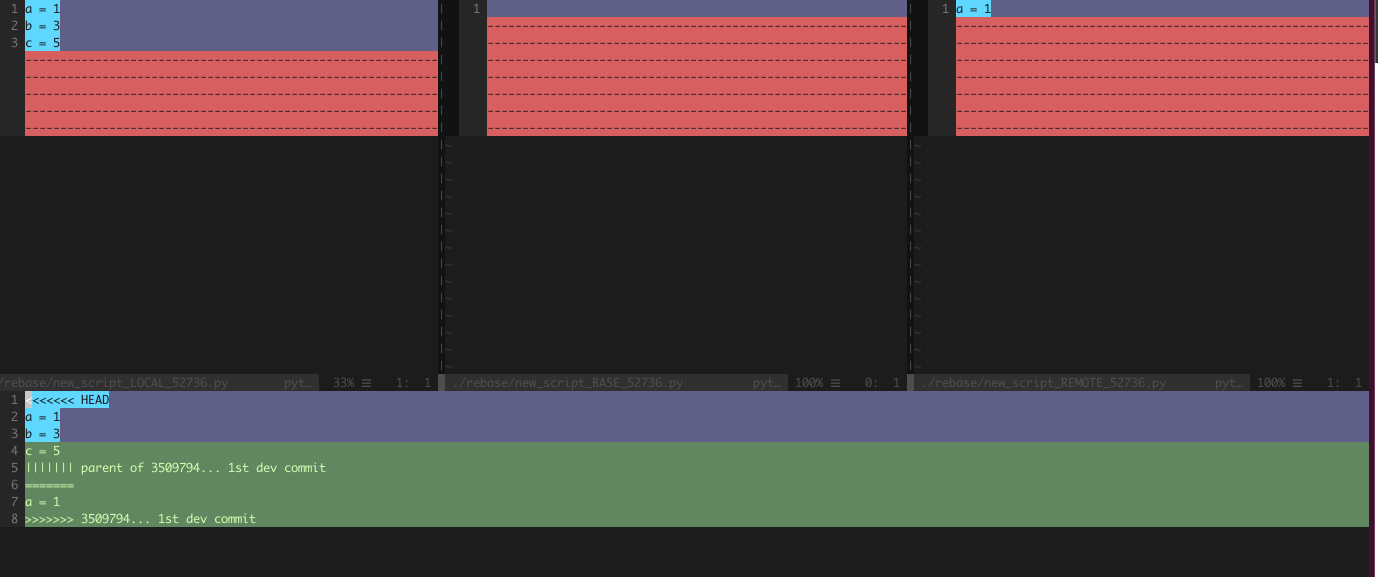 1 a = 1
2 b = 3
3 c = 5
/rebase/new_script_LOCAL_52736.py pyt… 33% ☰ 1: 1
1
./rebase/new_script_BASE_52736.py pyt… 100% ☰ 0: 1
1 a = 1
./rebase/new_script_REMOTE_52736.py pyt… 100% ☰ 1: 1
1 <<<<<<< HEAD
2 a = 1
3 b = 3
4 c = 5
5 ||||||| parent of 3509794... 1st dev commit
6 =======
7 a = 1
8 >>>>>>> 3509794... 1st dev commit